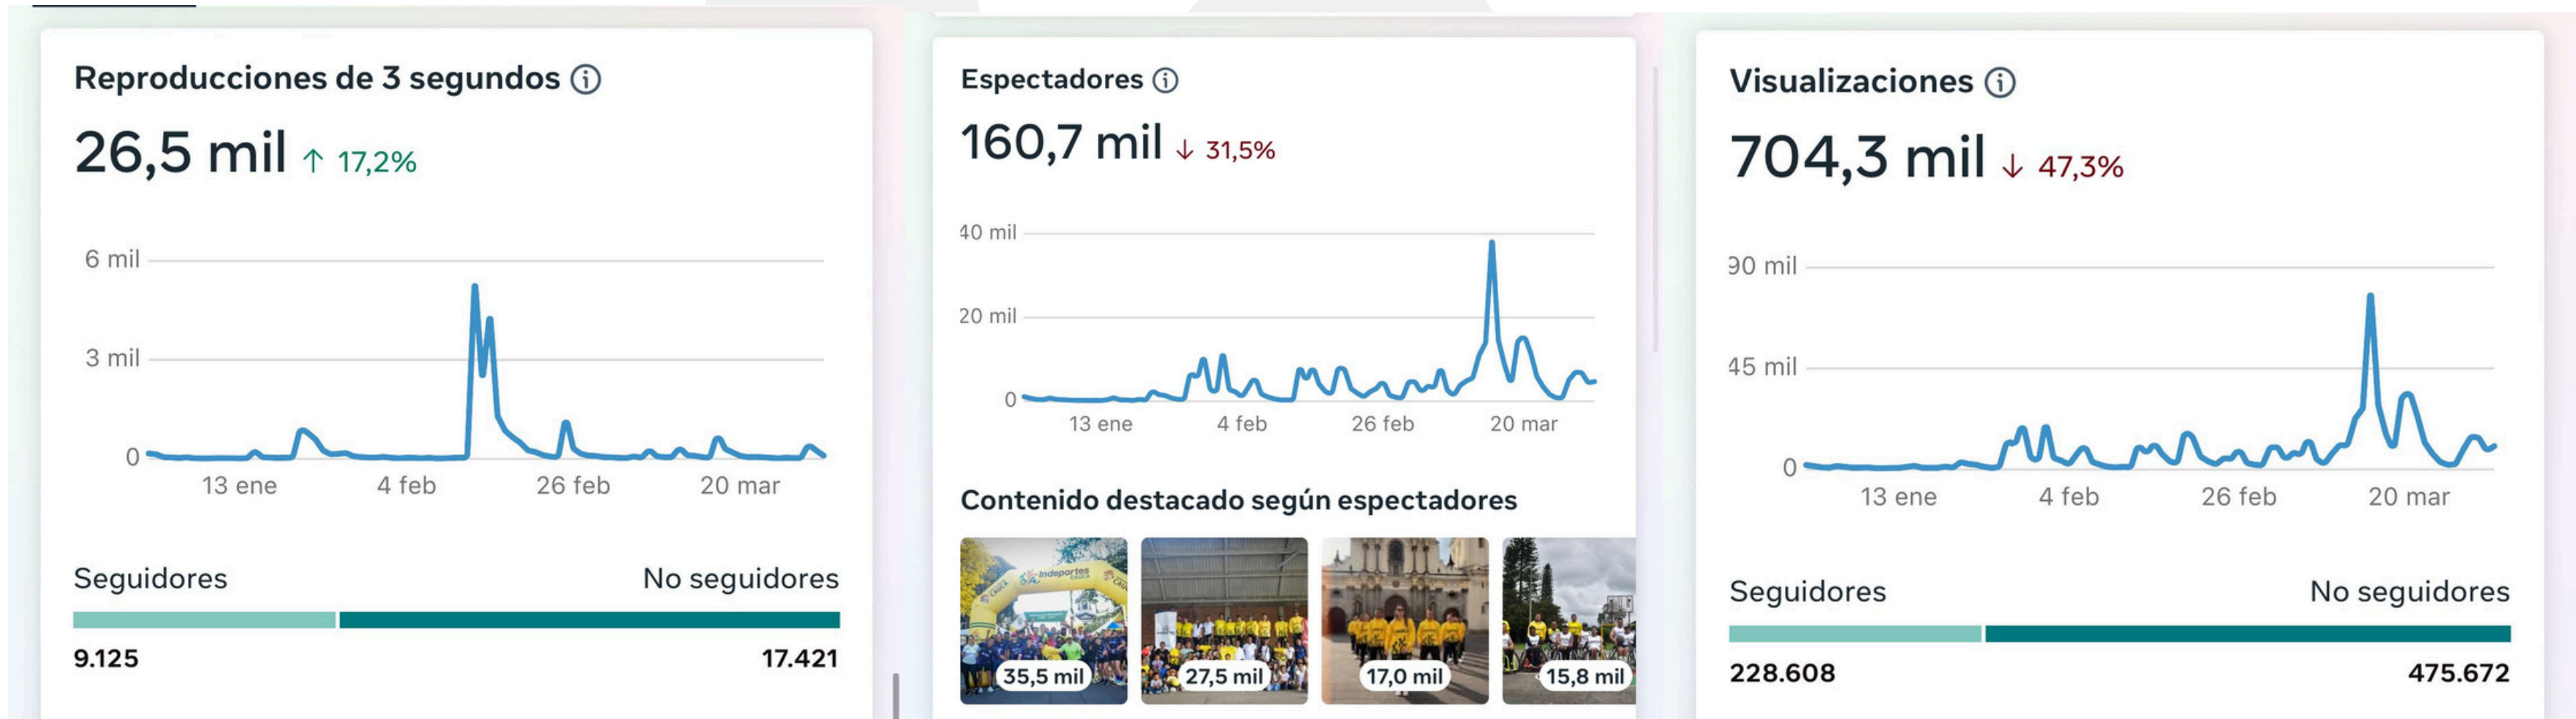 Reproducciones de 3 segundos
26,5 mil ↑ 17,2%
6 mil
3 mil
0
13 ene 4 feb 26 feb 20 mar
Seguidores No seguidores
9.125 17.421
Espectadores
160,7 mil ↓ 31,5%
40 mil
20 mil
0
13 ene 4 feb 26 feb 20 mar
Contenido destacado según espectadores
Indeportes
CAUCA
35,5 mil 27,5 mil 17,0 mil 15,8 mil
Visualizaciones
704,3 mil ↓ 47,3%
90 mil
45 mil
0
13 ene 4 feb 26 feb 20 mar
Seguidores No seguidores
228.608 475.672